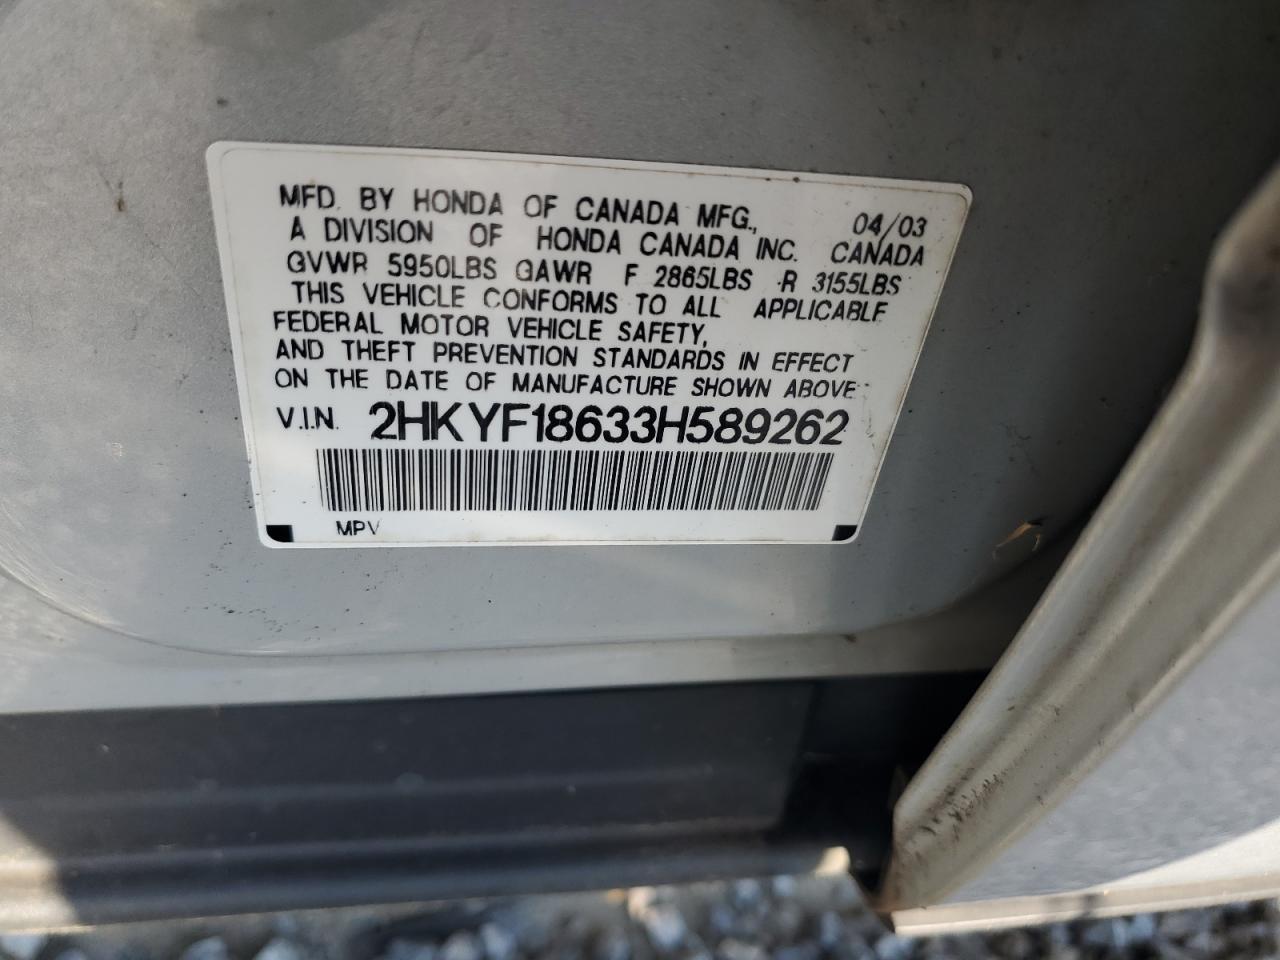 MFD. BY HONDA OF CANADA MFG., 04/03
A DIVISION OF HONDA CANADA INC. CANADA
GVWR 5950LBS GAWR F 2865LBS R 3155LBS
THIS VEHICLE CONFORMS TO ALL APPLICABLE
FEDERAL MOTOR VEHICLE SAFETY,
AND THEFT PREVENTION STANDARDS IN EFFECT
ON THE DATE OF MANUFACTURE SHOWN ABOVE
V.I.N. 2HKYF18633H589262
MPV